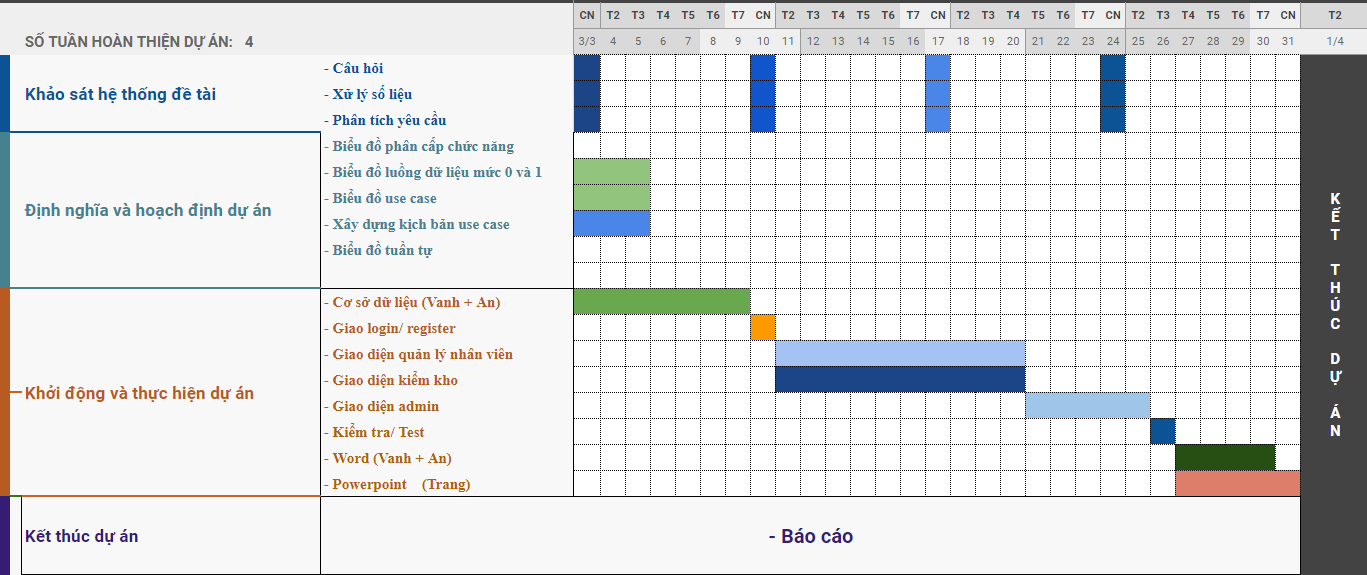 CN T2 T3 T4 T5 T6 T7 CN T2 T3 T4 T5 T6 T7 CN T2 T3 T4 T5 T6 T7 CN T2 T3 T4 T5 T6 T7 CN T2
SỐ TUẦN HOÀN THIỆN DỰ ÁN: 4
3/3 4 5 6 7 8 9 10 11 12 13 14 15 16 17 18 19 20 21 22 23 24 25 26 27 28 29 30 31 1/4
Khảo sát hệ thống đề tài
- Câu hỏi
- Xử lý số liệu
- Phân tích yêu cầu
Định nghĩa và hoạch định dự án
- Biểu đồ phân cấp chức năng
- Biểu đồ luồng dữ liệu mức 0 và 1
- Biểu đồ use case
- Xây dựng kịch bản use case
- Biểu đồ tuần tự
Khởi động và thực hiện dự án
- Cơ sở dữ liệu (Vanh + An)
- Giao login/ register
- Giao diện quản lý nhân viên
- Giao diện kiểm kho
- Giao diện admin
- Kiểm tra/ Test
- Word (Vanh + An)
- Powerpoint (Trang)
Kết thúc dự án
- Báo cáo
KẾT THÚC DỰ ÁN